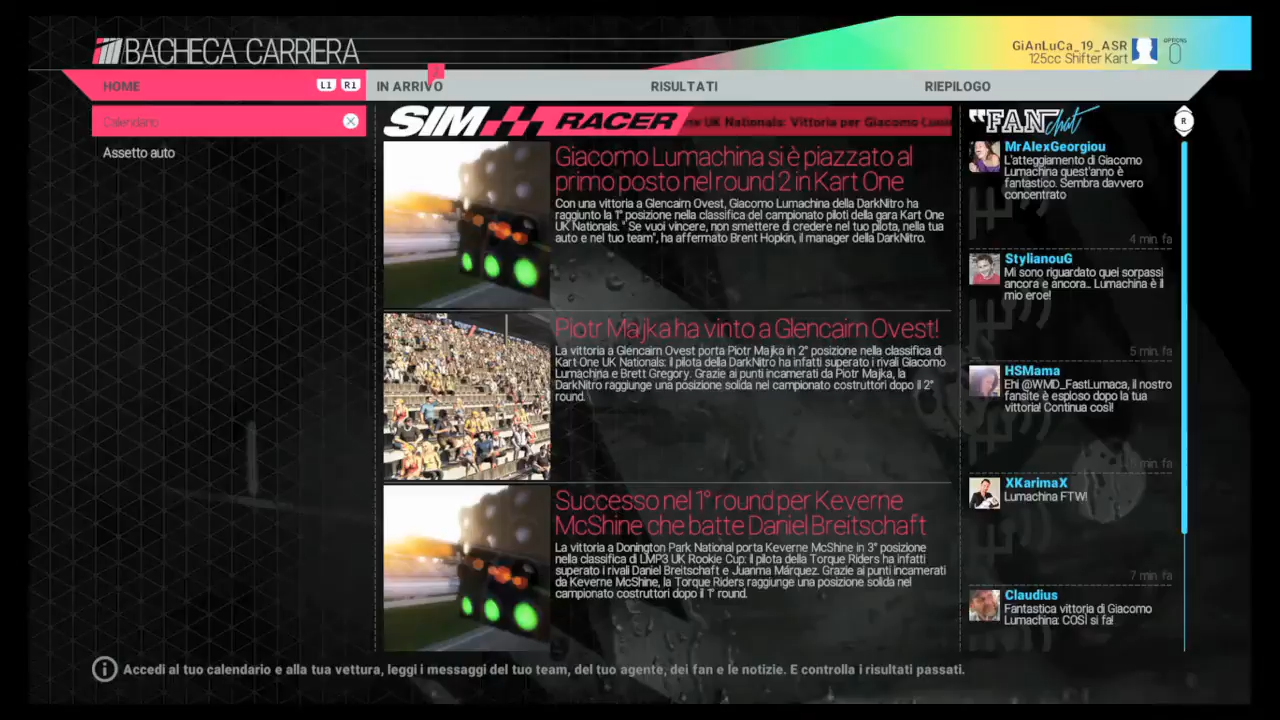 BACHECA CARRIERA
GiAnLuCa_19_ASR
125cc Shifter Kart
OPTIONS
HOME
L1 R1
IN ARRIVO
RISULTATI
RIEPILOGO
Calendario
Assetto auto
SIM RACER
UK Nationals: Vittoria per Giacomo
Giacomo Lumachina si è piazzato al
primo posto nel round 2 in Kart One
Con una vittoria a Glencairn Ovest, Giacomo Lumachina della DarkNitro ha
raggiunto la 1° posizione nella classifica del campionato piloti della gara Kart One
UK Nationals. " Se vuoi vincere, non smettere di credere nel tuo pilota, nella tua
auto e nel tuo team", ha affermato Brent Hopkin, il manager della DarkNitro.
Piotr Majka ha vinto a Glencairn Ovest!
La vittoria a Glencairn Ovest porta Piotr Majka in 2° posizione nella classifica di
Kart One UK Nationals: il pilota della DarkNitro ha infatti superato i rivali Giacomo
Lumachina e Brett Gregory. Grazie ai punti incamerati da Piotr Majka, la
DarkNitro raggiunge una posizione solida nel campionato costruttori dopo il 2°
round.
Successo nel 1° round per Keverne
McShine che batte Daniel Breitschaft
La vittoria a Donington Park National porta Keverne McShine in 3° posizione
nella classifica di LMP3 UK Rookie Cup: il pilota della Torque Riders ha infatti
superato i rivali Daniel Breitschaft e Juanma Márquez. Grazie ai punti incamerati
da Keverne McShine, la Torque Riders raggiunge una posizione solida nel
campionato costruttori dopo il 1° round.
"FAN chat
R
MrAlexGeorgiou
L'atteggiamento di Giacomo
Lumachina quest'anno è
fantastico. Sembra davvero
concentrato
4 min. fa
StylianouG
Mi sono riguardato quei sorpassi
ancora e ancora... Lumachina è il
mio eroe!
5 min. fa
HSMama
Ehi @WMD_FastLumaca, il nostro
fansite è esploso dopo la tua
vittoria! Continua così!
min. fa
XKarimaX
Lumachina FTW!
7 min. fa
Claudius
Fantastica vittoria di Giacomo
Lumachina: COSÌ si fa!
Accedi al tuo calendario e alla tua vettura, leggi i messaggi del tuo team, del tuo agente, dei fan e le notizie. E controlla i risultati passati.